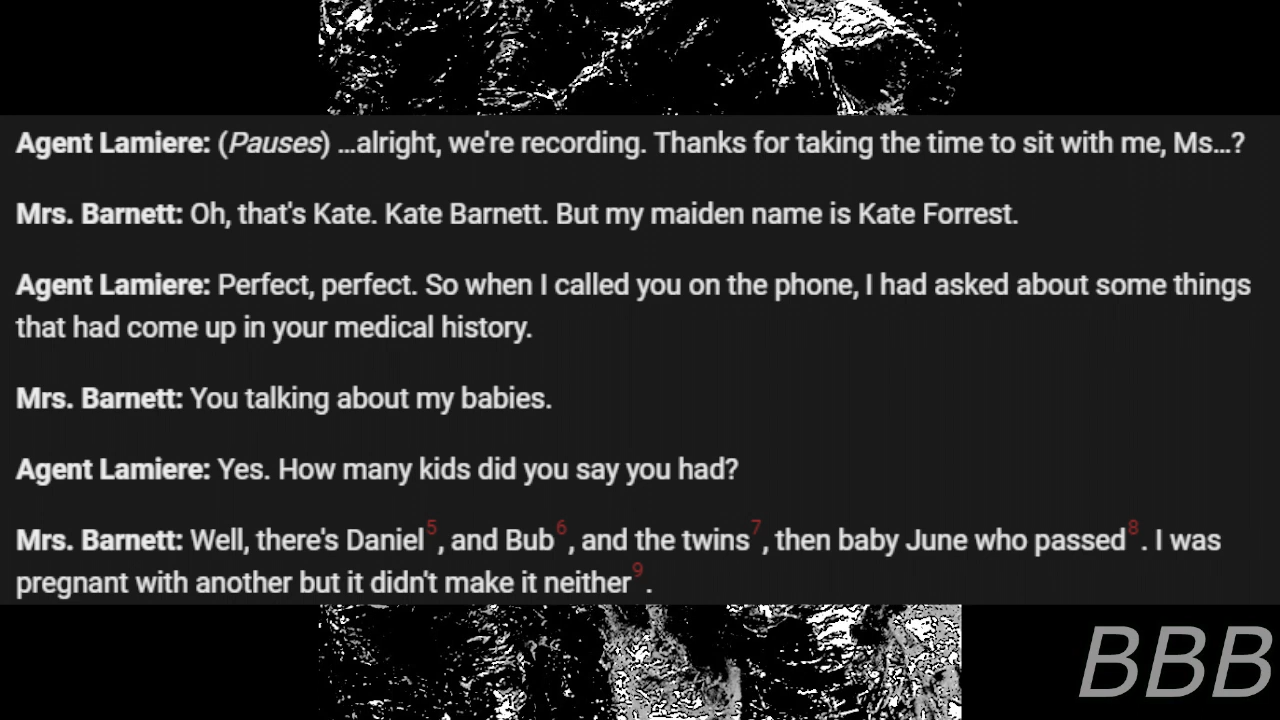 Agent Lamiere: (Pauses) …alright, we're recording. Thanks for taking the time to sit with me, Ms…?
Mrs. Barnett: Oh, that's Kate. Kate Barnett. But my maiden name is Kate Forrest.
Agent Lamiere: Perfect, perfect. So when I called you on the phone, I had asked about some things
that had come up in your medical history.
Mrs. Barnett: You talking about my babies.
Agent Lamiere: Yes. How many kids did you say you had?
Mrs. Barnett: Well, there's Daniel5, and Bub6, and the twins7, then baby June who passed8. I was
pregnant with another but it didn't make it neither9.
BBB